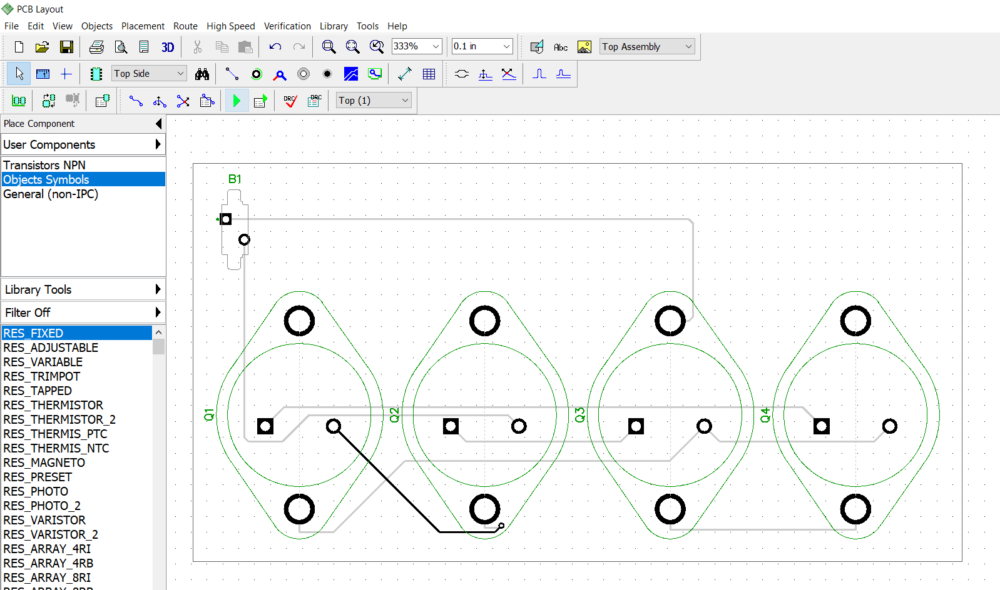 PCB Layout
File Edit View Objects Placement Route High Speed Verification Library Tools Help
3D 333% 0.1 in Abc Top Assembly
Top Side
DRC DRC Top (1)
Place Component
User Components
Transistors NPN
Objects Symbols
General (non-IPC)
Library Tools
Filter Off
RES_FIXED
RES_ADJUSTABLE
RES_VARIABLE
RES_TRIMPOT
RES_TAPPED
RES_THERMISTOR
RES_THERMISTOR_2
RES_THERMIS_PTC
RES_THERMIS_NTC
RES_MAGNETO
RES_PRESET
RES_PHOTO
RES_PHOTO_2
RES_VARISTOR
RES_VARISTOR_2
RES_ARRAY_4RI
RES_ARRAY_4RB
RES_ARRAY_8RI
RES_ARRAY_8RB
B1
Q1
Q2
Q3
Q4